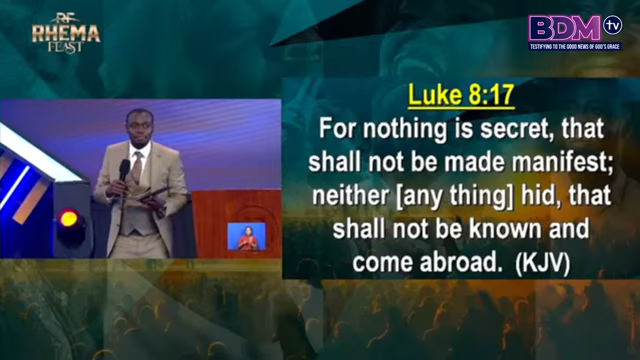 RF
RHEMA
FEAST
BDM tv
TESTIFYING TO THE GOOD NEWS OF GOD'S GRACE
Luke 8:17
For nothing is secret, that
shall not be made manifest;
neither [any thing] hid, that
shall not be known and
come abroad. (KJV)